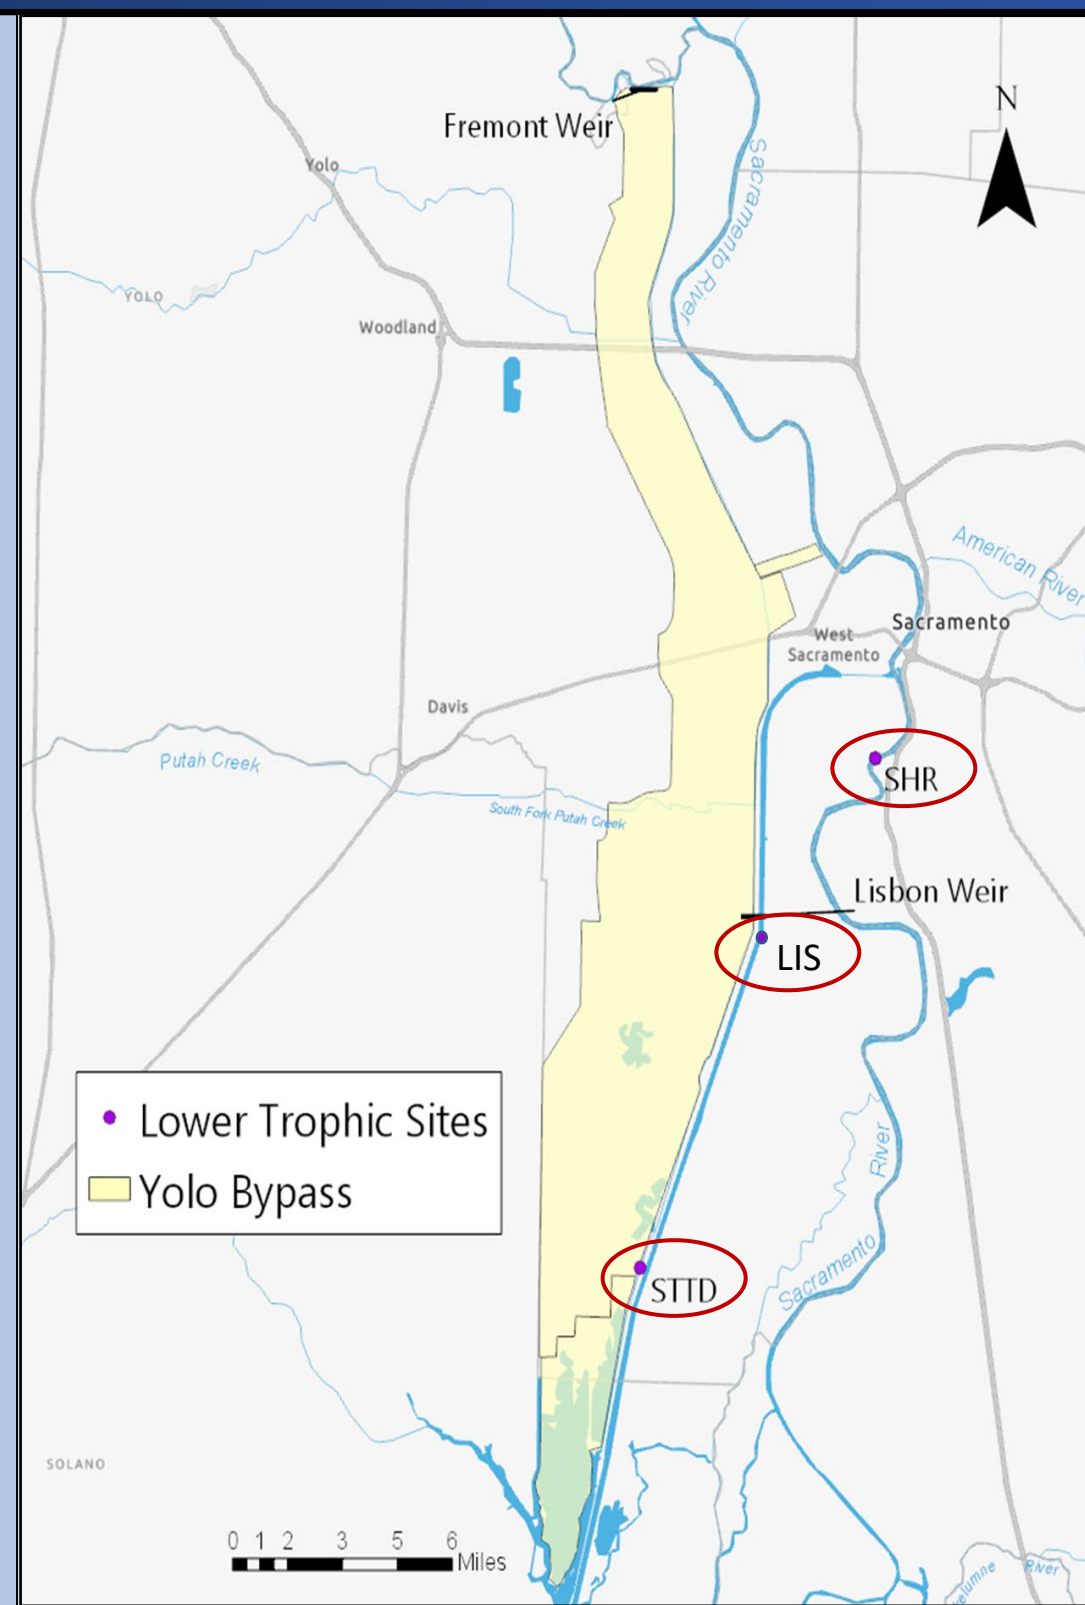 Fremont Weir
N
Yolo
Sacramento River
YOLO
Woodland
American River
Sacramento
West
Sacramento
Davis
Putah Creek
SHR
South Fork Putah Creek
Lisbon Weir
LIS
Lower Trophic Sites
Yolo Bypass
River
Sacramento
STTD
SOLANO
0 1 2 3 5 6
Miles
elumne River